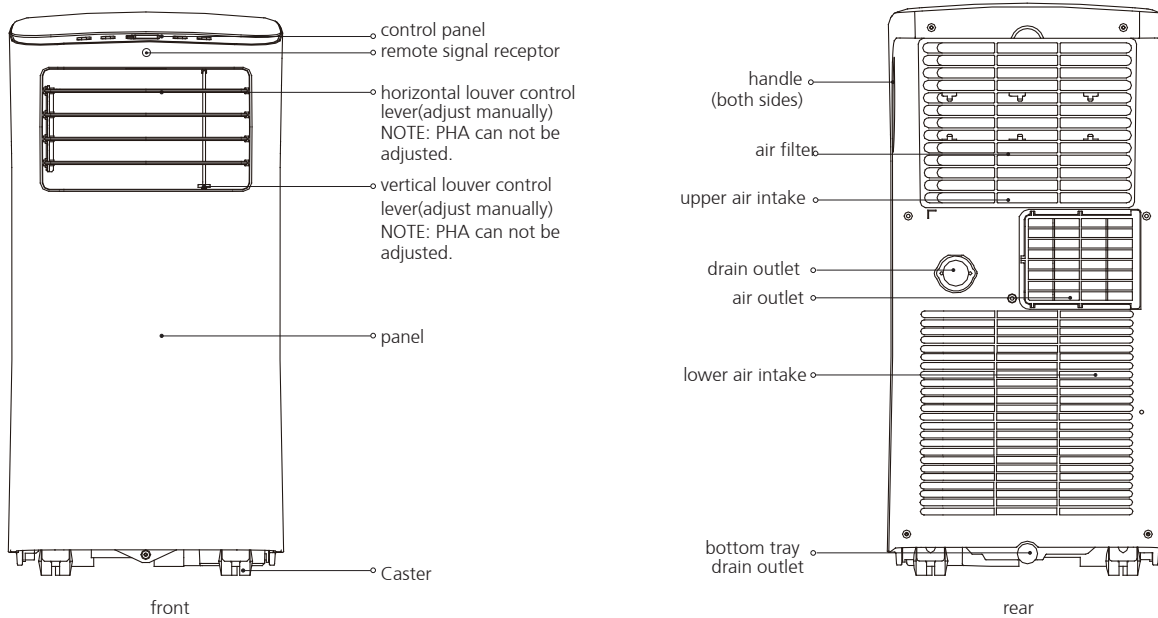 control panel
remote signal receptor
horizontal louver control
lever(adjust manually)
NOTE: PHA can not be
adjusted.
vertical louver control
lever(adjust manually)
NOTE: PHA can not be
adjusted.
panel
Caster
front
handle
(both sides)
air filter
upper air intake
drain outlet
air outlet
lower air intake
bottom tray
drain outlet
rear